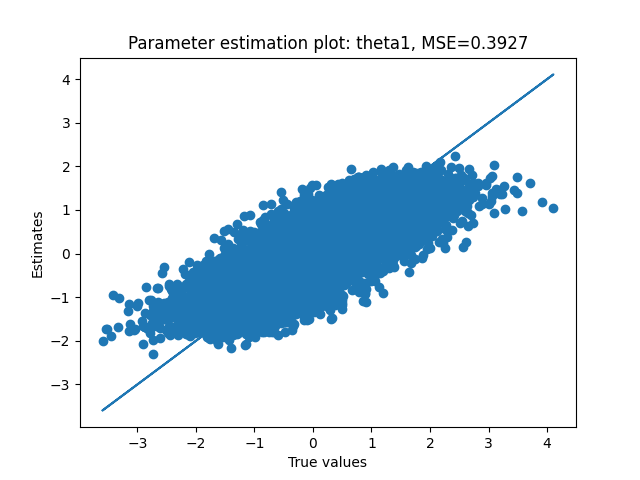 Parameter estimation plot: theta1, MSE=0.3927
4
3
2
1
0
−1
−2
−3
Estimates
−3 −2 −1 0 1 2 3 4
True values